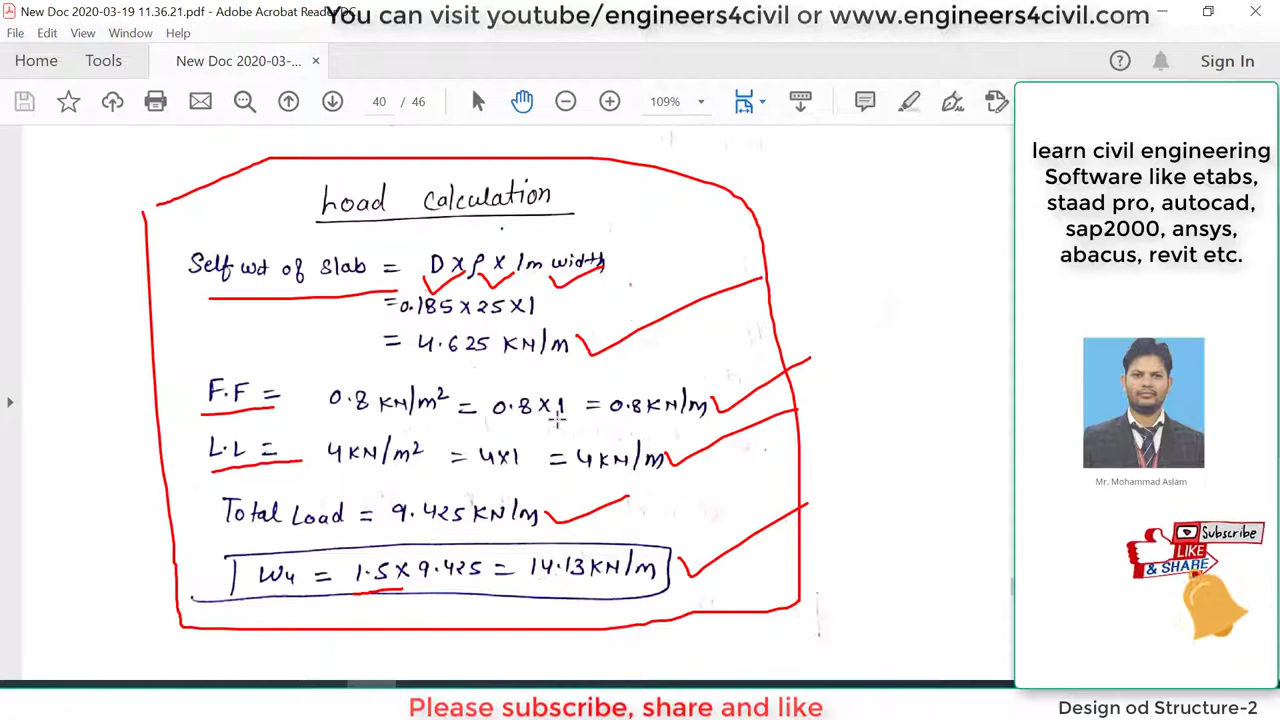 New Doc 2020-03-19 11.36.21.pdf - Adobe Acrobat Reader DC
You can visit youtube/engineers4civil or www.engineers4civil.com
File Edit View Window Help
Home Tools New Doc 2020-03-... × Sign In
40 / 46 109%
learn civil engineering
Software like etabs,
staad pro, autocad,
sap2000, ansys,
abacus, revit etc.
Load calculation
Self wt of slab = D x ρ x 1m width
= 0.185 x 25 x 1
= 4.625 KN/m
F.F = 0.8 KN/m² = 0.8 x 1 = 0.8 KN/m
L.L = 4 KN/m² = 4x1 = 4 KN/m
Total Load = 9.425 KN/m
Wu = 1.5 x 9.425 = 14.13 KN/m
Mr. Mohammad Aslam
Subscribe
LIKE
& SHARE
Please subscribe, share and like
Design od Structure-2